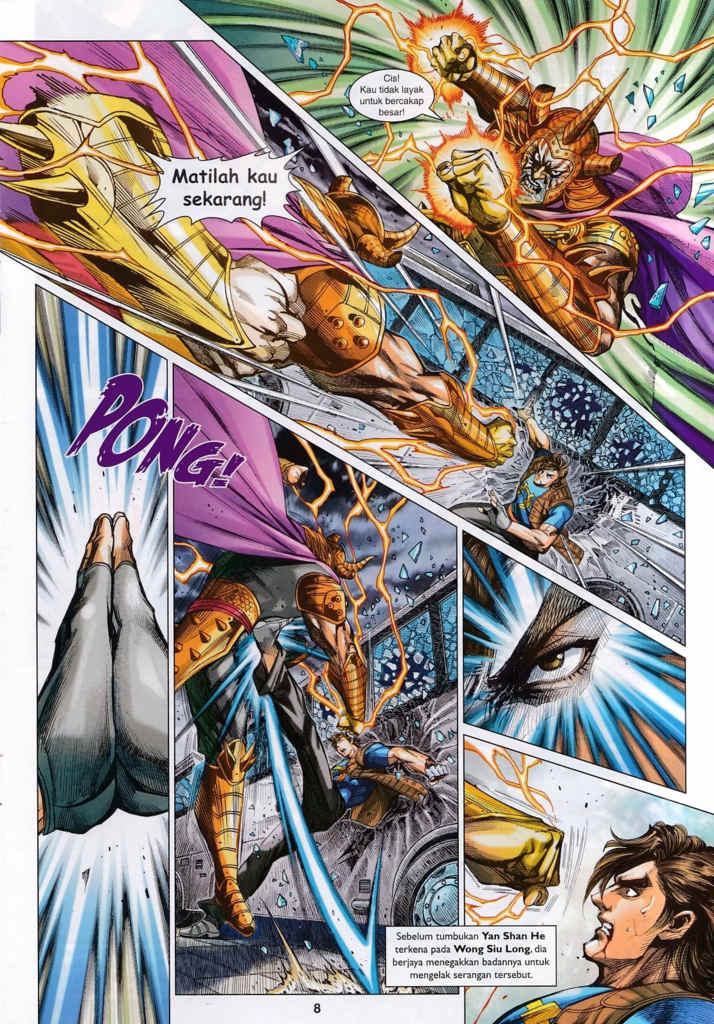 Cis!
Kau tidak layak
untuk bercakap
besar!
Matilah kau
sekarang!
PONG!
Sebelum tumbukan Yan Shan He
terkena pada Wong Siu Long, dia
berjaya menegakkan badannya untuk
mengelak serangan tersebut.
8